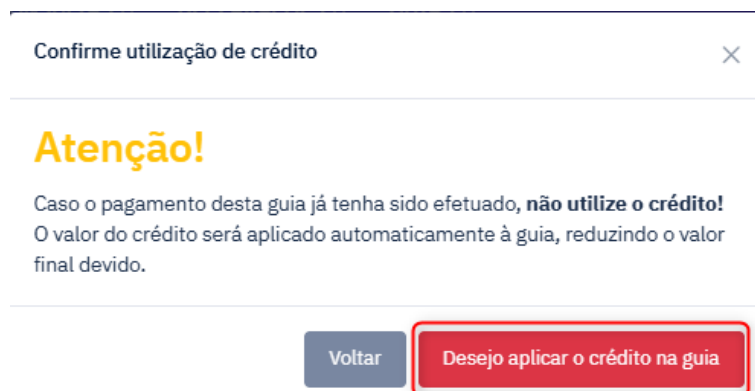 Confirme utilização de crédito
Atenção!
Caso o pagamento desta guia já tenha sido efetuado, não utilize o crédito!
O valor do crédito será aplicado automaticamente à guia, reduzindo o valor
final devido.
Voltar
Desejo aplicar o crédito na guia